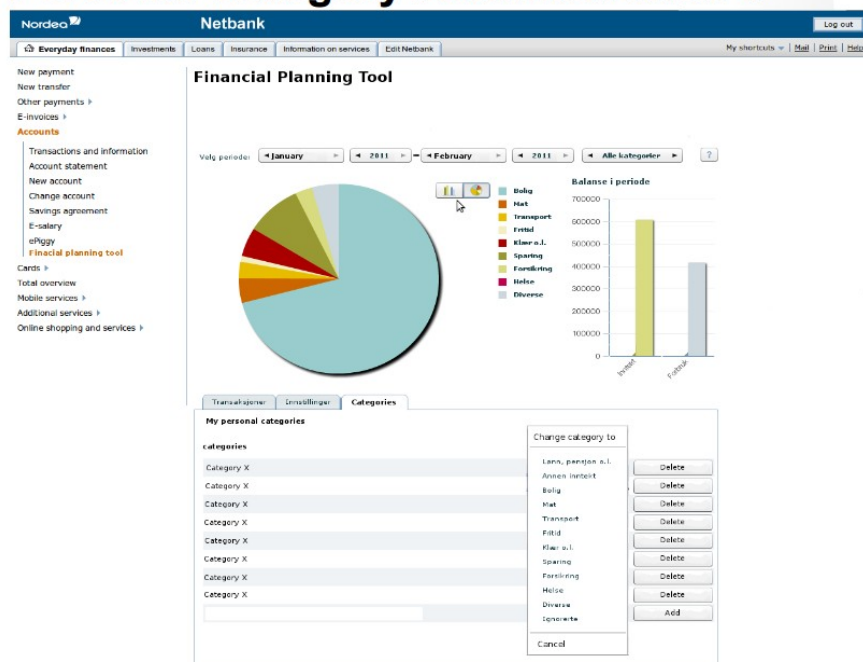 Nordea
Netbank
Log out
Everyday finances
Investments
Loans
Insurance
Information on services
Edit Netbank
My shortcuts
Mail
Print
Help
New payment
New transfer
Other payments
E-invoices
Accounts
Transactions and information
Account statement
New account
Change account
Savings agreement
E-salary
ePiggy
Finacial planning tool
Cards
Total overview
Mobile services
Additional services
Online shopping and services
Financial Planning Tool
Velg periode:
January
2011
–
February
2011
Alle kategorier
?
Bolig
Mat
Transport
Fritid
Klær o.l.
Sparing
Forsikring
Helse
Diverse
Balanse i periode
700000
600000
500000
400000
300000
200000
100000
0
Inntekt
Forbruk
Transaksjoner
Innstillinger
Categories
My personal categories
categories
Category X
Delete
Category X
Delete
Category X
Delete
Category X
Delete
Category X
Delete
Category X
Delete
Category X
Delete
Category X
Delete
Add
Change category to
Lønn, pensjon o.l.
Annen inntekt
Bolig
Mat
Transport
Fritid
Klær o.l.
Sparing
Forsikring
Helse
Diverse
Ignorerte
Cancel